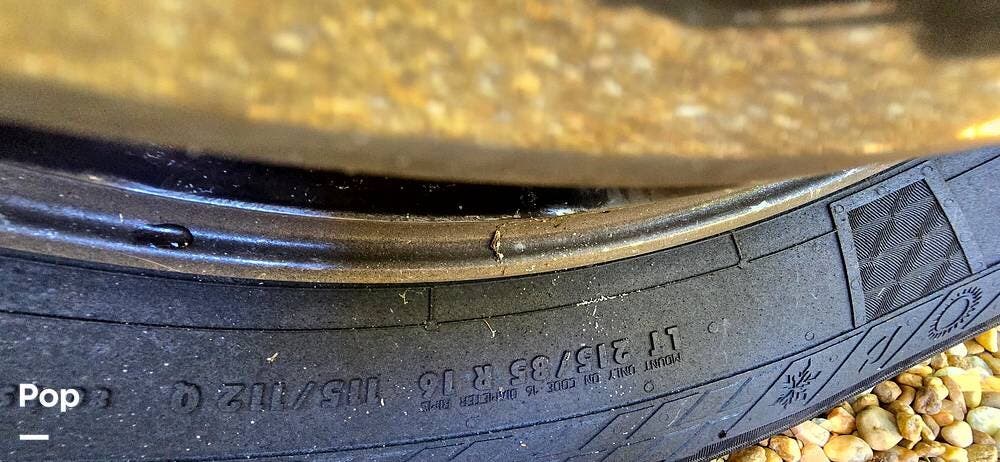 LT 215/85 R 16 115/112 Q
MOUNT ONLY ON CODE 16 DIAMETER RIMS
Pop